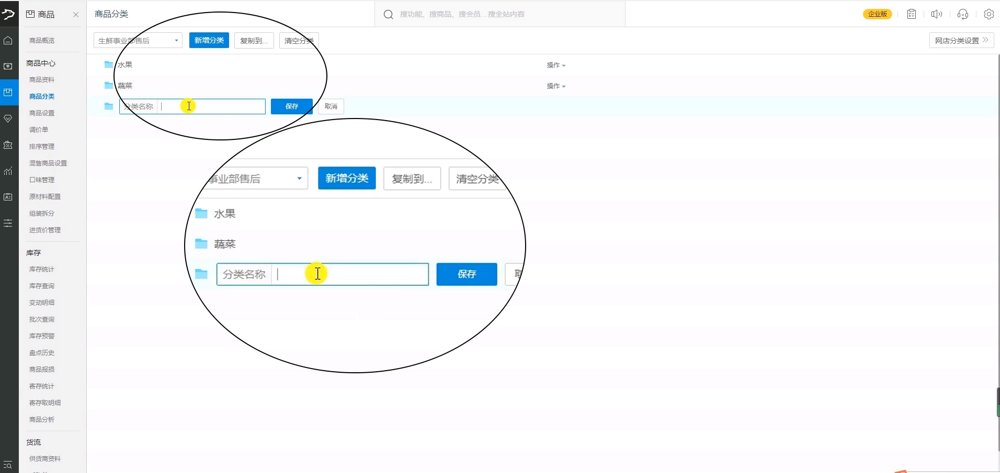 商品
商品分类
搜功能、搜商品、搜会员...搜全站内容
企业版
商品概览
生鲜事业部售后
新增分类
复制到...
清空分类
网店分类设置
商品中心
商品资料
商品分类
商品设置
调价单
排序管理
混售商品设置
口味管理
原材料配置
组装拆分
进货价管理
库存
库存统计
库存查询
变动明细
批次查询
库存预警
盘点历史
商品报损
寄存统计
寄存取明细
商品分析
货流
供货商资料
水果
操作
蔬菜
操作
分类名称
保存
取消
事业部售后
新增分类
复制到...
清空分类
水果
蔬菜
分类名称
保存